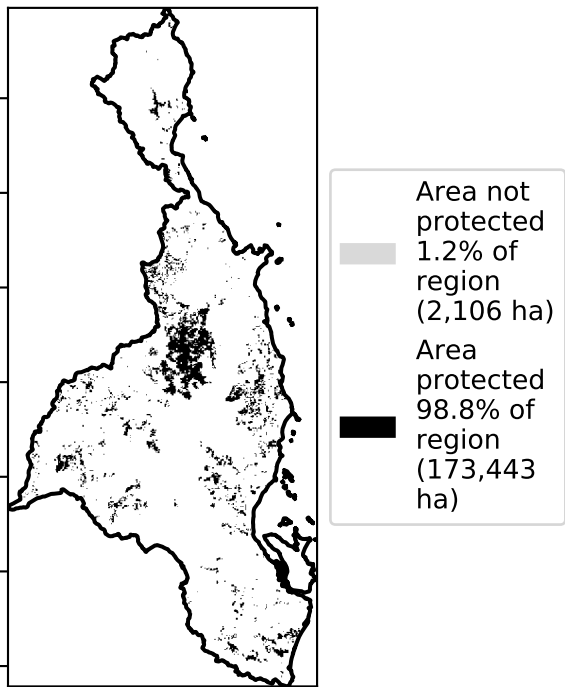 Area not
protected
1.2% of
region
(2,106 ha)
Area
protected
98.8% of
region
(173,443
ha)